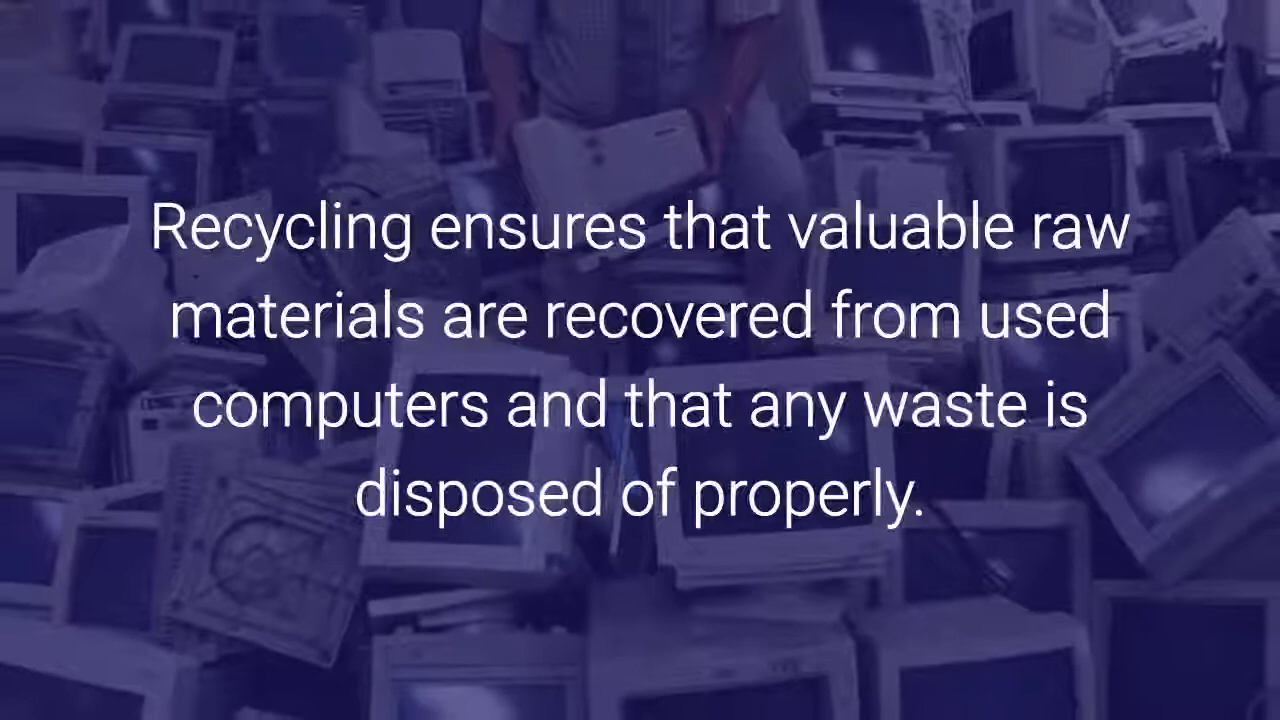 Recycling ensures that valuable raw
materials are recovered from used
computers and that any waste is
disposed of properly.